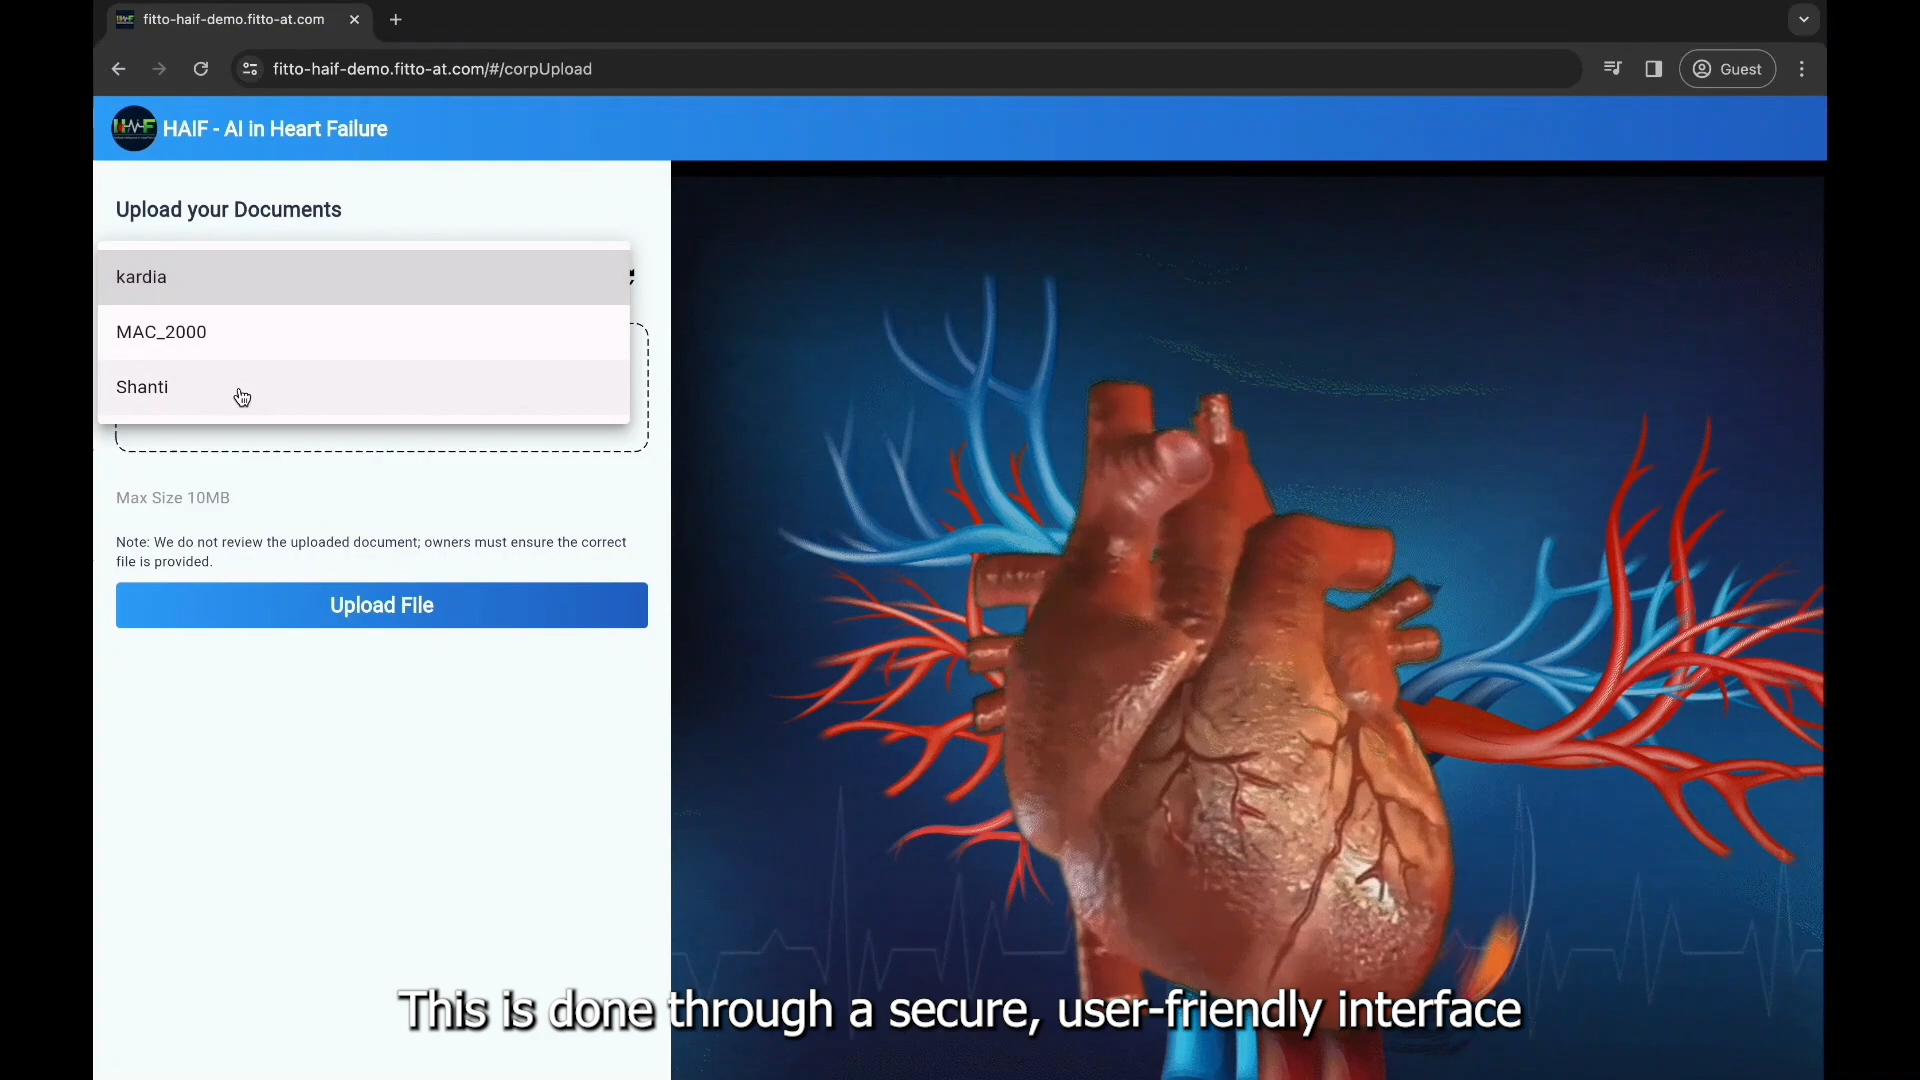 fitto-haif-demo.fitto-at.com
fitto-haif-demo.fitto-at.com/#/corpUpload
Guest
HAIF
HAIF - AI in Heart Failure
Upload your Documents
kardia
MAC_2000
Shanti
Max Size 10MB
Note: We do not review the uploaded document; owners must ensure the correct
file is provided.
Upload File
This is done through a secure, user-friendly interface